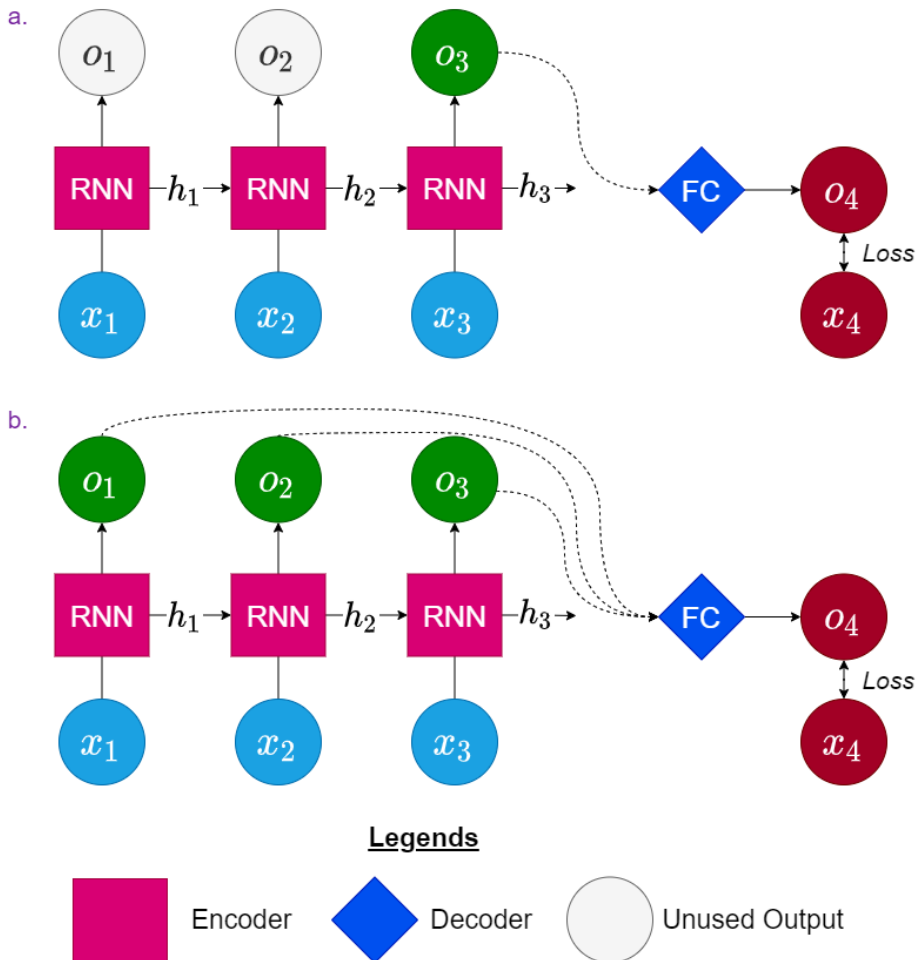 a.
o₁ o₂ o₃
RNN h₁ RNN h₂ RNN h₃ FC o₄
Loss
x₁ x₂ x₃ x₄
b.
o₁ o₂ o₃
RNN h₁ RNN h₂ RNN h₃ FC o₄
Loss
x₁ x₂ x₃ x₄
Legends
Encoder Decoder Unused Output